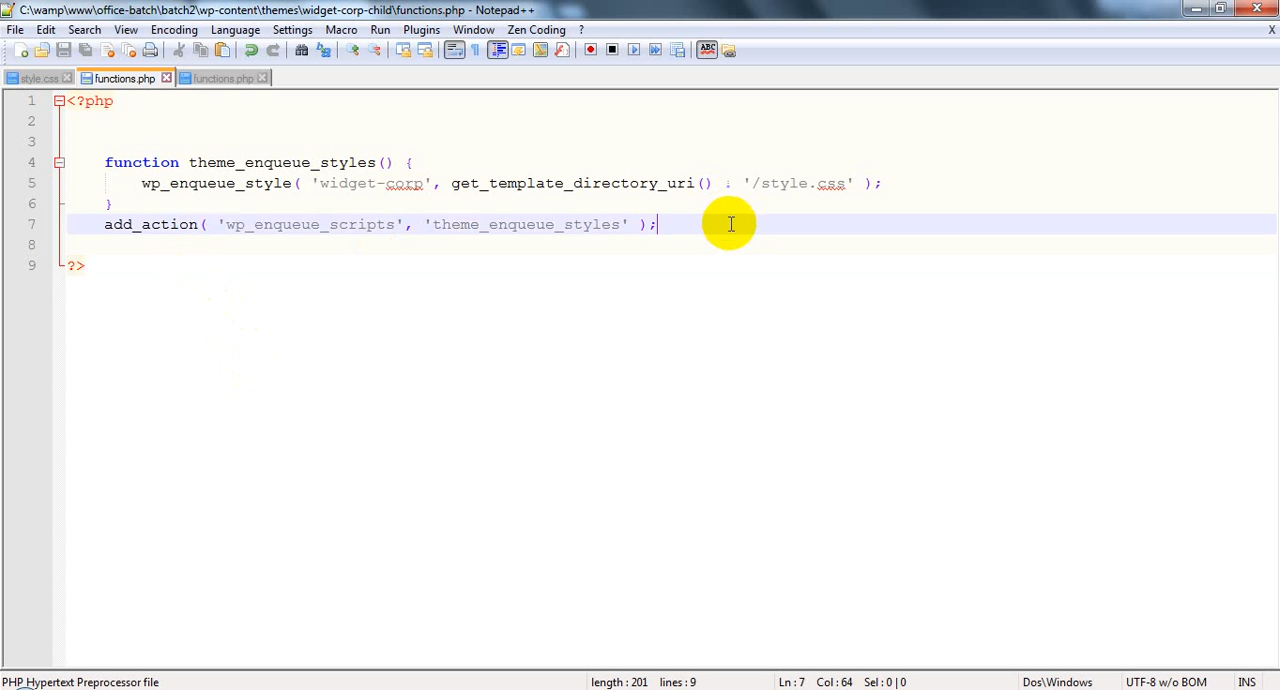 C:\wamp\www\office-batch\batch2\wp-content\themes\widget-corp-child\functions.php - Notepad++
File Edit Search View Encoding Language Settings Macro Run Plugins Window Zen Coding ? X
ABC
style.css functions.php functions.php
1 <?php
2
3
4 function theme_enqueue_styles() {
5 wp_enqueue_style( 'widget-corp', get_template_directory_uri() . '/style.css' );
6 }
7 add_action( 'wp_enqueue_scripts', 'theme_enqueue_styles' );
8
9 ?>
PHP Hypertext Preprocessor file length : 201 lines : 9 Ln : 7 Col : 64 Sel : 0 | 0 Dos\Windows UTF-8 w/o BOM INS